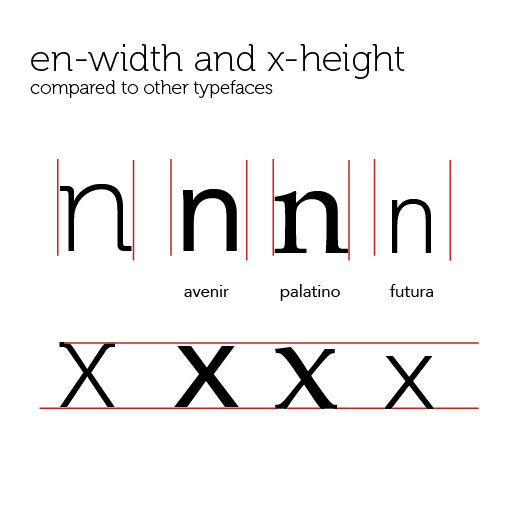 en-width and x-height
compared to other typefaces
n n n n
avenir palatino futura
x x x x